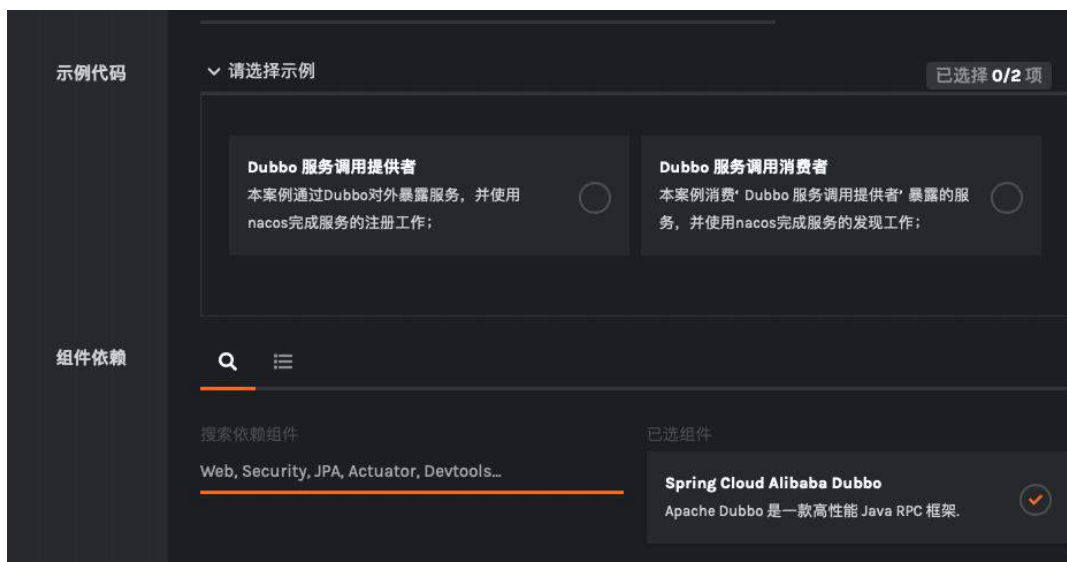 示例代码
请选择示例
已选择 0/2 项
Dubbo 服务调用提供者
本案例通过Dubbo对外暴露服务，并使用
nacos完成服务的注册工作；
Dubbo 服务调用消费者
本案例消费‘ Dubbo 服务调用提供者’ 暴露的服
务，并使用nacos完成服务的发现工作；
组件依赖
搜索依赖组件
Web, Security, JPA, Actuator, Devtools...
已选组件
Spring Cloud Alibaba Dubbo
Apache Dubbo 是一款高性能 Java RPC 框架.